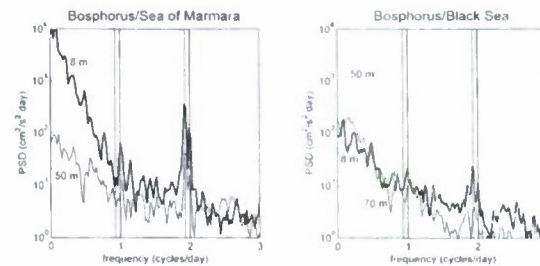 Bosphorus/Sea of Marmara
8 m
50 m
PSD (cm²/s² day)
0 1 2 3
frequency (cycles/day)
Bosphorus/Black Sea
50 m
8 m
70 m
PSD (cm²/s² day)
0 1 2 3
frequency (cycles/day)